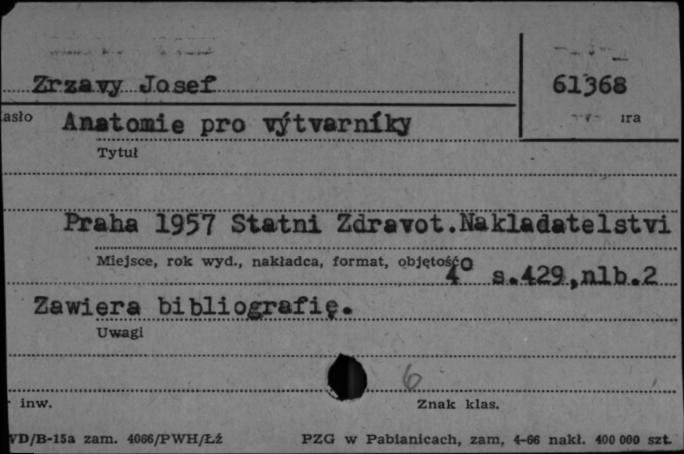 Zrzavy Josef
61368
asło
Anatomie pro výtvarníky
ıra
Tytuł
Praha 1957 Statni Zdravot.Nakladatelstvi
Miejsce, rok wyd., nakładca, format, objętość
4° s.429,nlb.2
Zawiera bibliografię.
Uwagi
6
inw.
Znak klas.
VD/B-15a zam. 4066/PWH/Łź
PZG w Pabianicach, zam. 4-66 nakł. 400 000 szt.